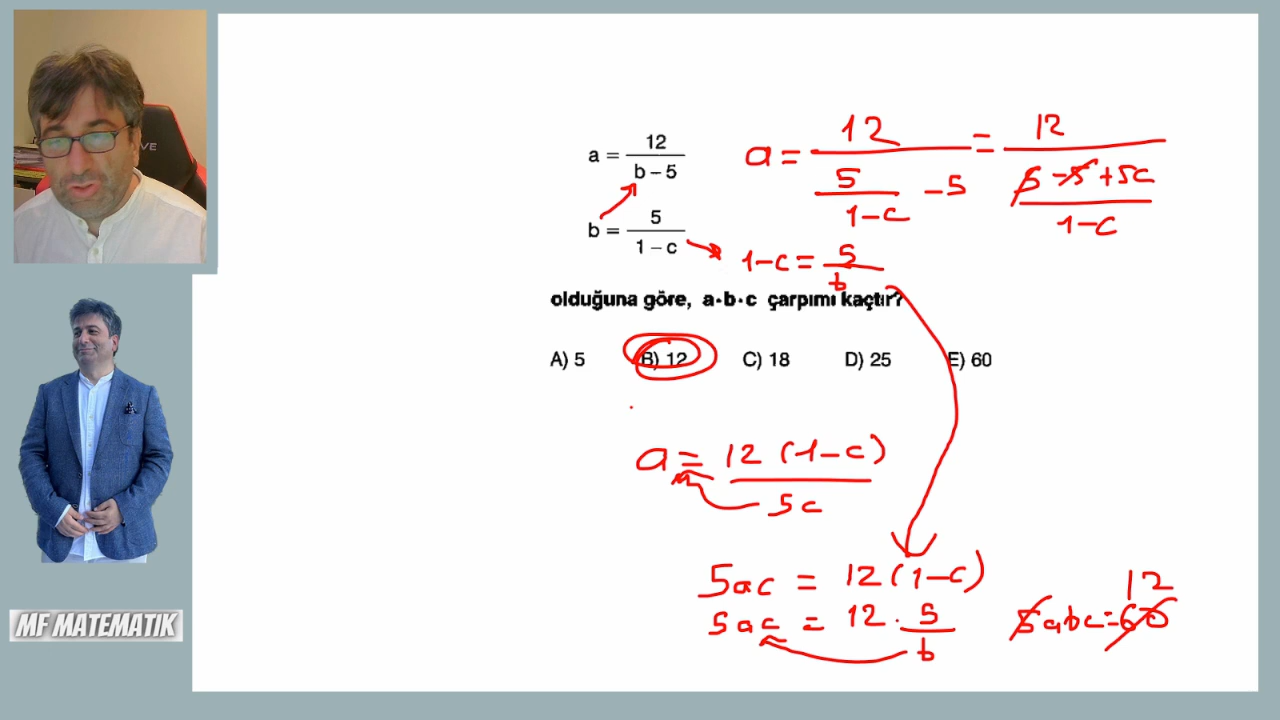 a = 12 / b – 5
b = 5 / 1 – c
olduğuna göre, a·b·c çarpımı kaçtır?
A) 5 B) 12 C) 18 D) 25 E) 60
a = 12 / (5 / 1-c - 5) = 12 / (5 - 5 + 5c / 1-c)
1-c = 5 / b
a = 12 (1-c) / 5c
5ac = 12 (1-c)
5ac = 12 . 5 / b
5abc = 60
12
MF MATEMATIK